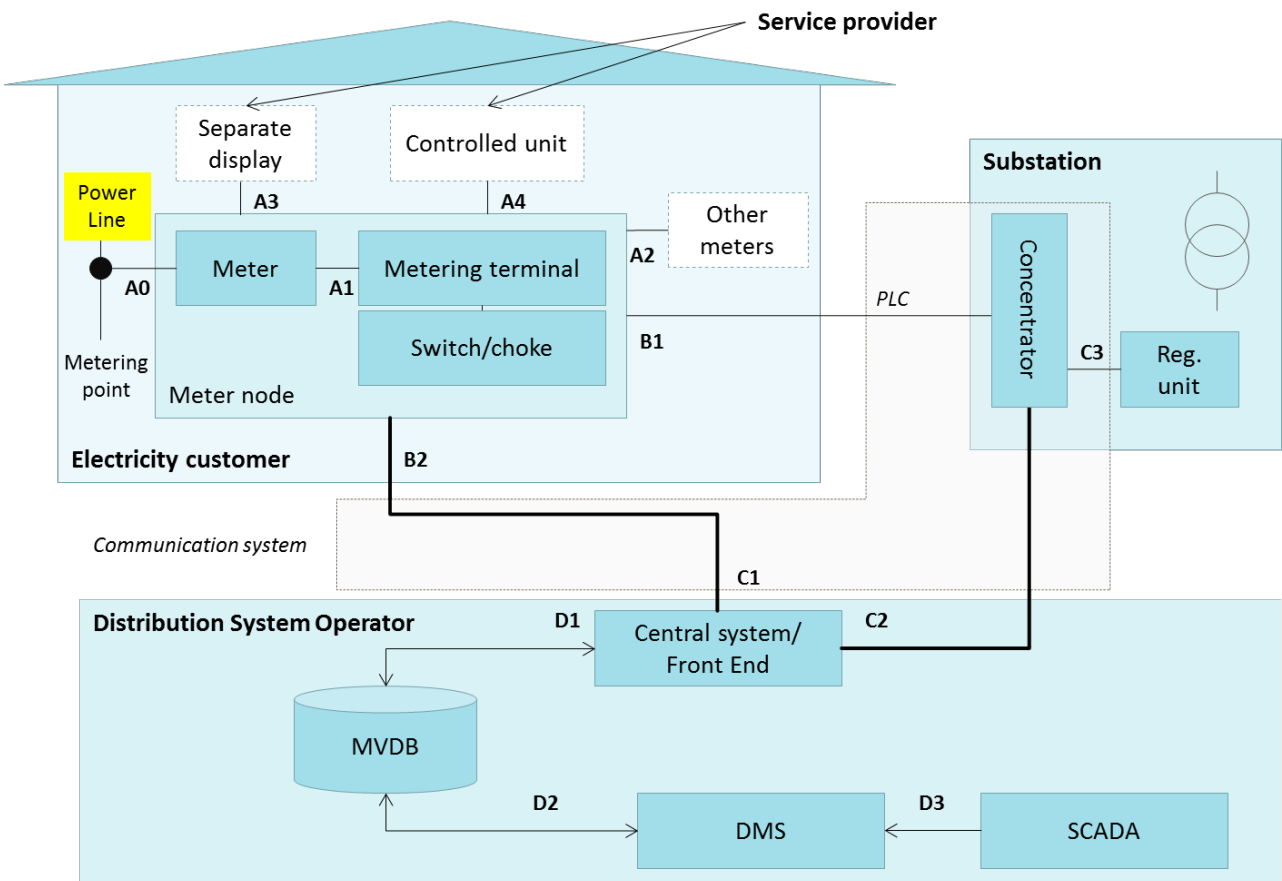 Service provider
Separate
display
Controlled unit
Substation
Power
Line
A3
A4
Other
meters
A2
A0
Meter
A1
Metering terminal
Concentrator
PLC
B1
Switch/choke
C3
Reg.
unit
Metering
point
Meter node
Electricity customer
B2
Communication system
C1
Distribution System Operator
D1
Central system/
Front End
C2
MVDB
D2
DMS
D3
SCADA